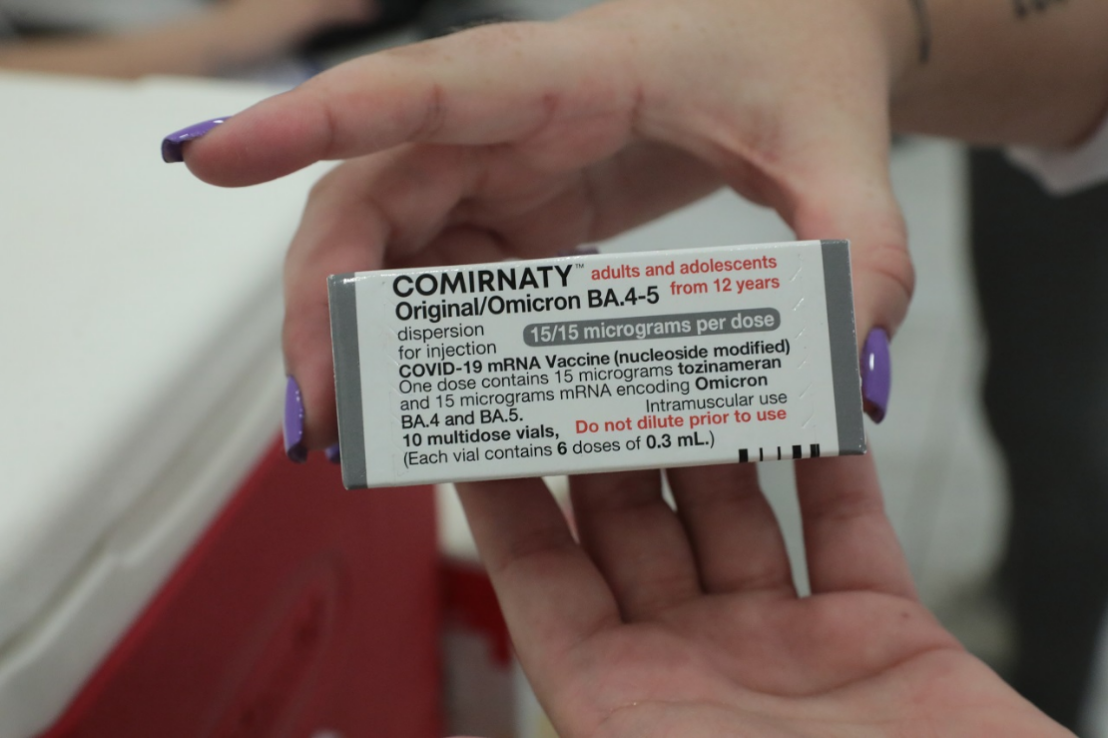 COMIRNATY™ adults and adolescents
Original/Omicron BA.4-5 from 12 years
dispersion
for injection
15/15 micrograms per dose
COVID-19 mRNA Vaccine (nucleoside modified)
One dose contains 15 micrograms tozinameran
and 15 micrograms mRNA encoding Omicron
BA.4 and BA.5.
Intramuscular use
10 multidose vials, Do not dilute prior to use
(Each vial contains 6 doses of 0.3 mL.)